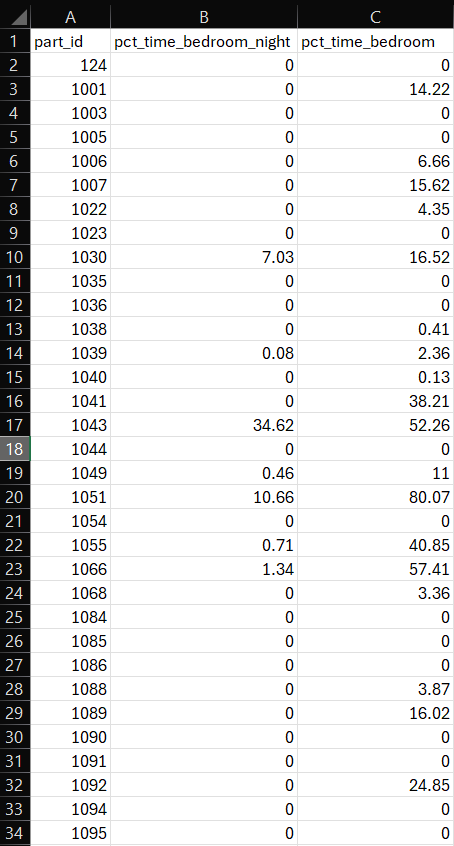 A B C
1 part_id pct_time_bedroom_night pct_time_bedroom
2 124 0 0
3 1001 0 14.22
4 1003 0 0
5 1005 0 0
6 1006 0 6.66
7 1007 0 15.62
8 1022 0 4.35
9 1023 0 0
10 1030 7.03 16.52
11 1035 0 0
12 1036 0 0
13 1038 0 0.41
14 1039 0.08 2.36
15 1040 0 0.13
16 1041 0 38.21
17 1043 34.62 52.26
18 1044 0 0
19 1049 0.46 11
20 1051 10.66 80.07
21 1054 0 0
22 1055 0.71 40.85
23 1066 1.34 57.41
24 1068 0 3.36
25 1084 0 0
26 1085 0 0
27 1086 0 0
28 1088 0 3.87
29 1089 0 16.02
30 1090 0 0
31 1091 0 0
32 1092 0 24.85
33 1094 0 0
34 1095 0 0